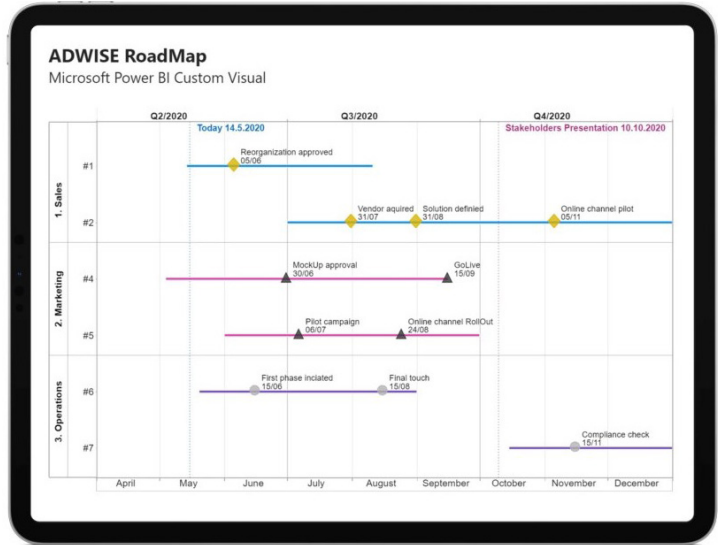 ADWISE RoadMap
Microsoft Power BI Custom Visual
Q2/2020 Q3/2020 Q4/2020
Today 14.5.2020 Stakeholders Presentation 10.10.2020
1. Sales
#1
Reorganization approved
05/06
#2
Vendor aquired
31/07
Solution definied
31/08
Online channel pilot
05/11
2. Marketing
#4
MockUp approval
30/06
GoLive
15/09
#5
Pilot campaign
06/07
Online channel RollOut
24/08
3. Operations
#6
First phase inciated
15/06
Final touch
15/08
#7
Compliance check
15/11
April May June July August September October November December